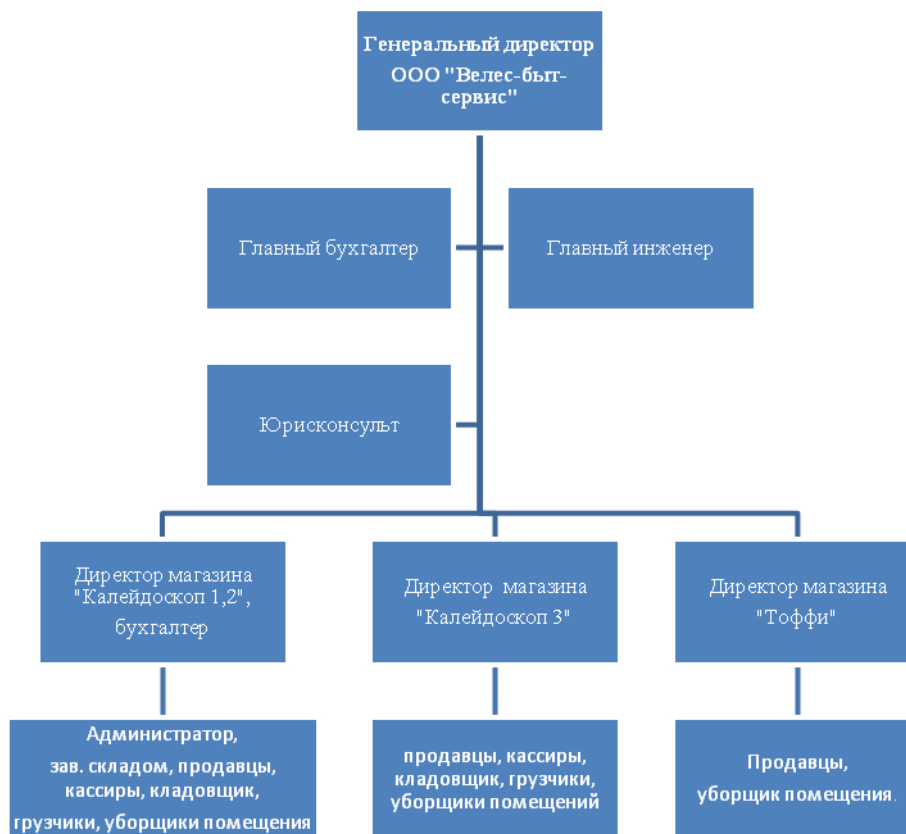 Генеральный директор
ООО "Велес-быт-
сервис"
Главный бухгалтер
Главный инженер
Юрисконсульт
Директор магазина
"Калейдоскоп 1,2",
бухгалтер
Директор магазина
"Калейдоскоп 3"
Директор магазина
"Тоффи"
Администратор,
зав. складом, продавцы,
кассиры, кладовщик,
грузчики, уборщики помещения
продавцы, кассиры,
кладовщик, грузчики,
уборщики помещений
Продавцы,
уборщик помещения.